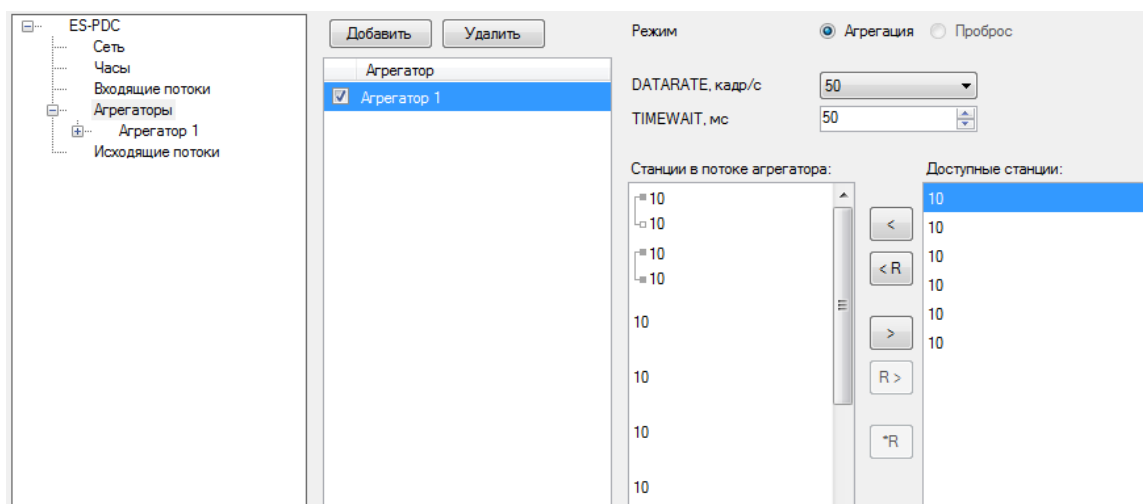 ES-PDC
Сеть
Часы
Входящие потоки
Агрегаторы
Агрегатор 1
Исходящие потоки
Добавить Удалить
Агрегатор
Агрегатор 1
Режим Агрегация Проброс
DATARATE, кадр/с 50
TIMEWAIT, мс 50
Станции в потоке агрегатора:
10
10
10
10
10
10
10
10
<
< R
>
R >
*R
Доступные станции:
10
10
10
10
10
10